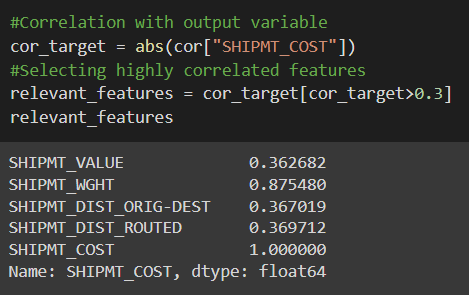 #Correlation with output variable
cor_target = abs(cor["SHIPMT_COST"])
#Selecting highly correlated features
relevant_features = cor_target[cor_target>0.3]
relevant_features
SHIPMT_VALUE 0.362682
SHIPMT_WGHT 0.875480
SHIPMT_DIST_ORIG-DEST 0.367019
SHIPMT_DIST_ROUTED 0.369712
SHIPMT_COST 1.000000
Name: SHIPMT_COST, dtype: float64